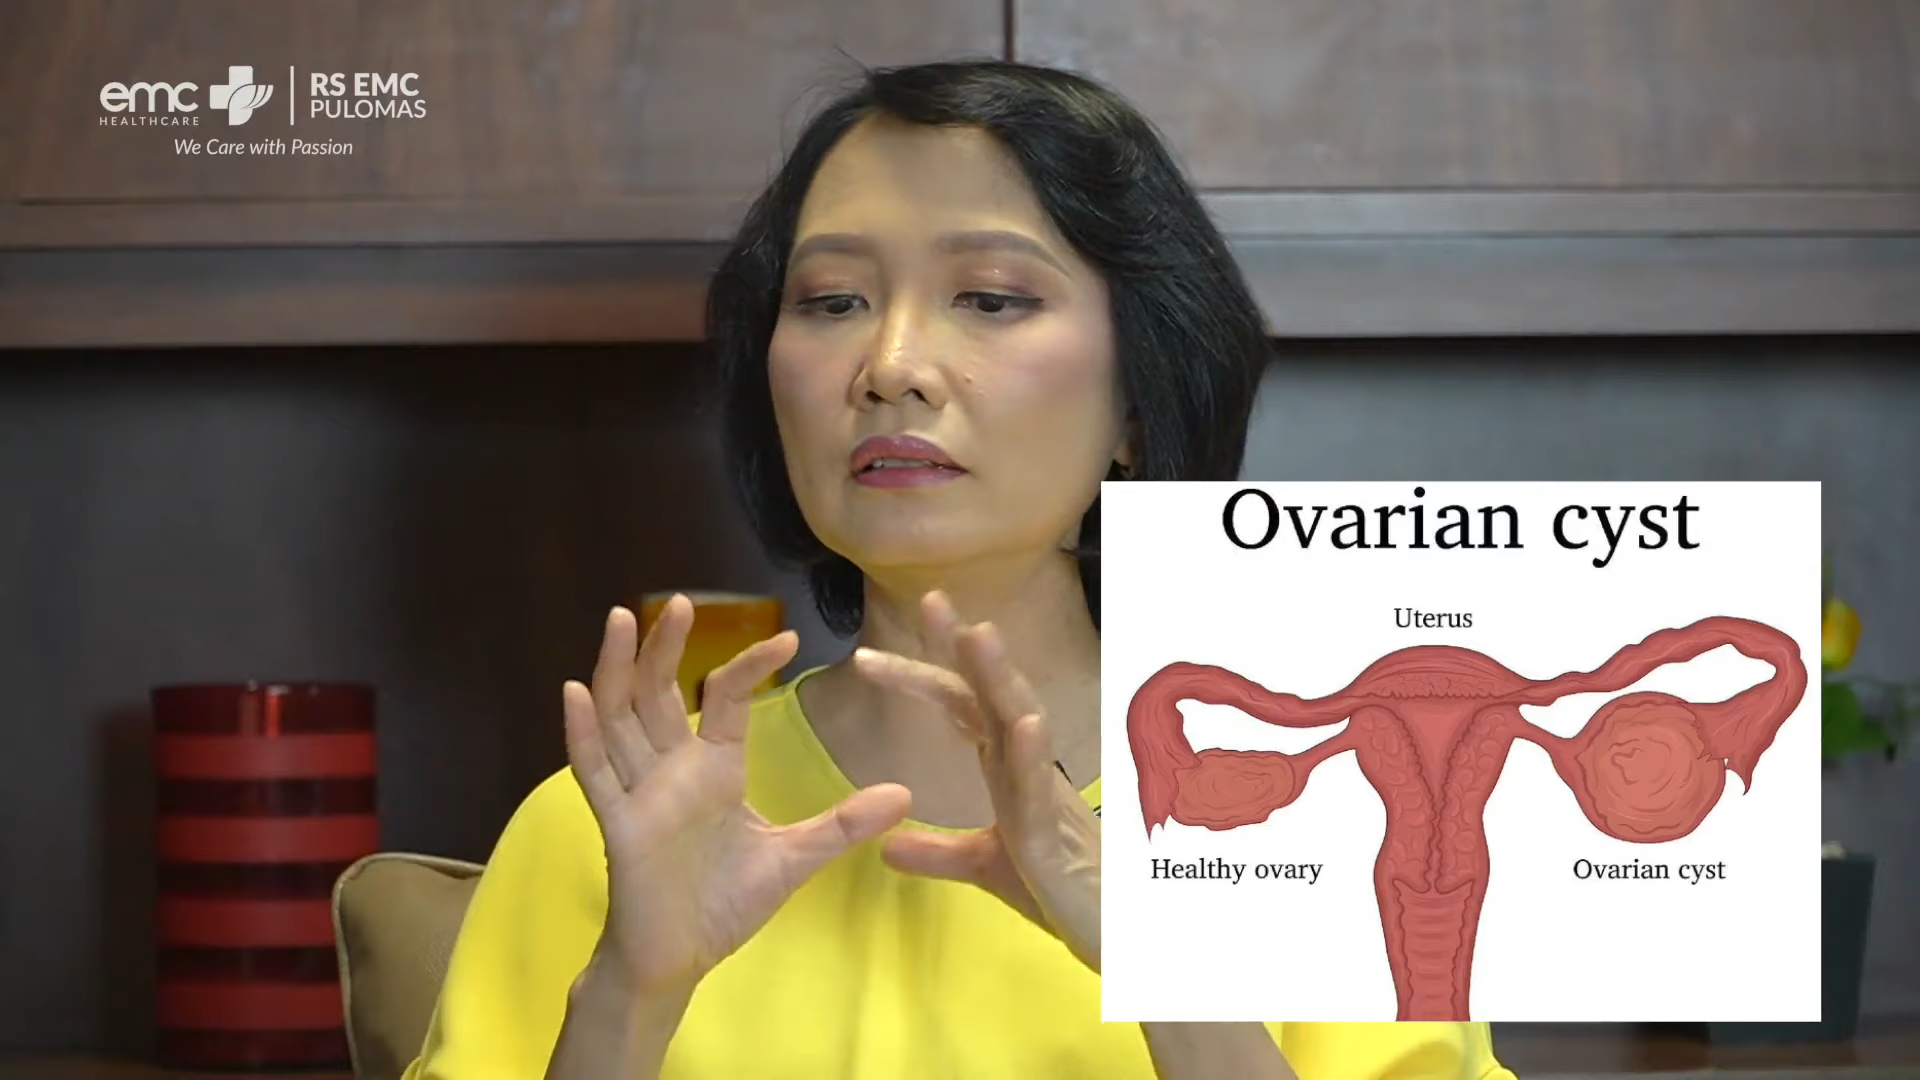 emc
HEALTHCARE
RS EMC
PULOMAS
We Care with Passion
Ovarian cyst
Uterus
Healthy ovary
Ovarian cyst